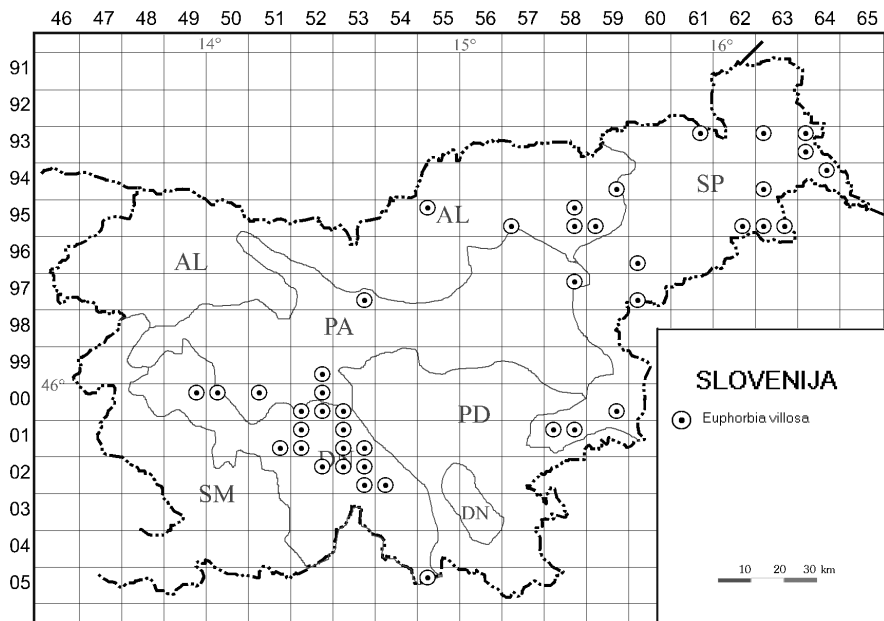 46 47 48 49 50 51 52 53 54 55 56 57 58 59 60 61 62 63 64 65
14° 15° 16°
91
92
93
94 SP
95 AL
96
AL
97
98 PA
99
46° SLOVENIJA
00 Euphorbia villosa
PD
01
02
SM
03 DN
04
10 20 30 km
05